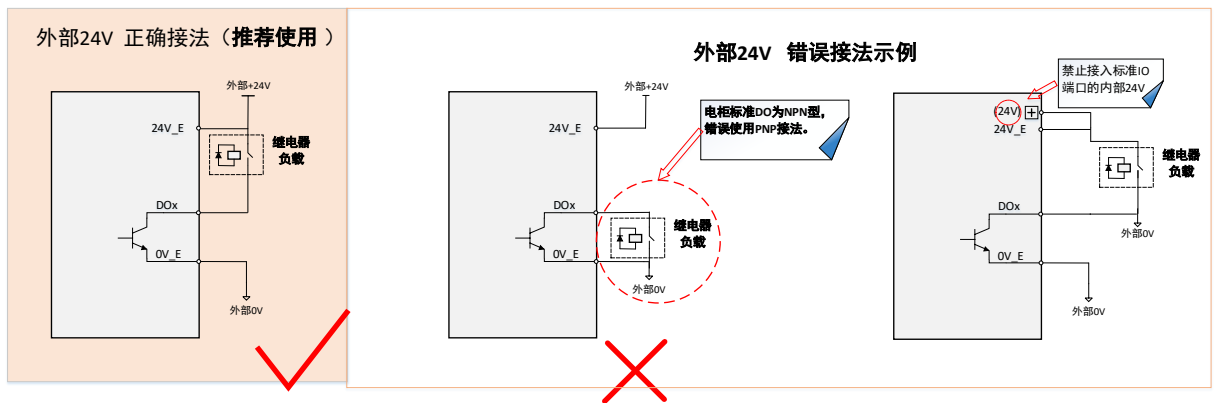 外部24V 正确接法（推荐使用 ）
外部+24V
24V_E
继电器
负载
DOx
0V_E
外部0V
外部24V 错误接法示例
外部+24V
24V_E
电柜标准DO为NPN型，
错误使用PNP接法。
DOx
继电器
负载
0V_E
外部0V
禁止接入标准IO
端口的内部24V
(24V)
24V_E
继电器
负载
DOx
外部0V
0V_E
外部0V